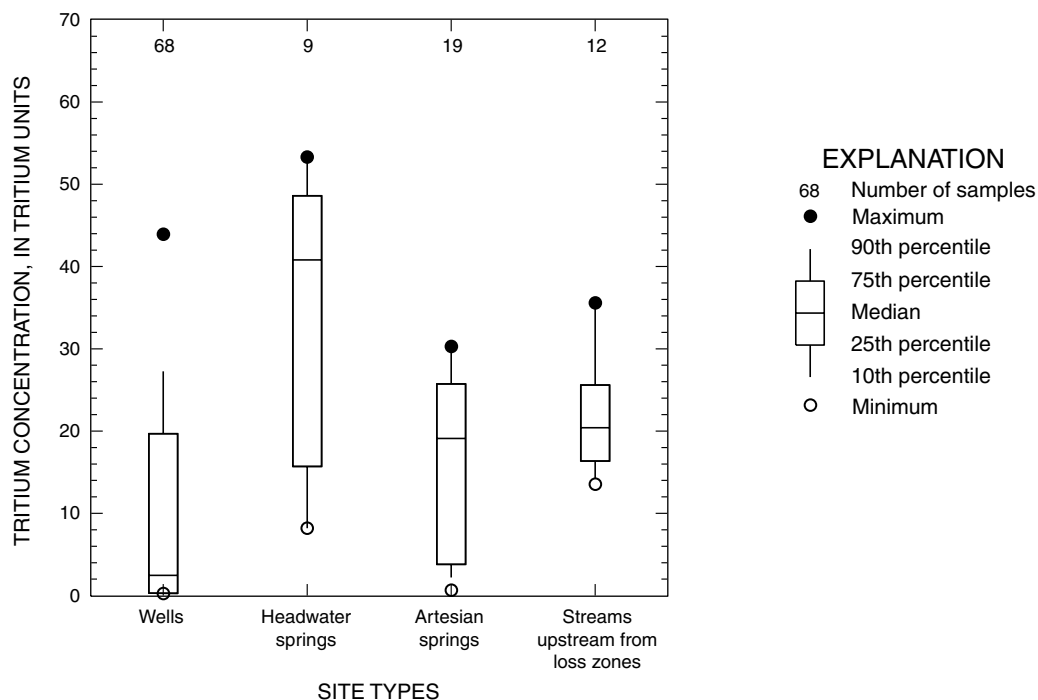 TRITIUM CONCENTRATION, IN TRITIUM UNITS
70
60
50
40
30
20
10
0
68
9
19
12
Wells
Headwater
springs
Artesian
springs
Streams
upstream from
loss zones
SITE TYPES
EXPLANATION
68 Number of samples
Maximum
90th percentile
75th percentile
Median
25th percentile
10th percentile
Minimum